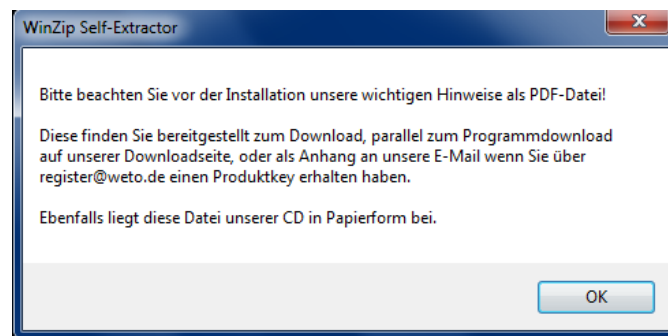 WinZip Self-Extractor
Bitte beachten Sie vor der Installation unsere wichtigen Hinweise als PDF-Datei!
Diese finden Sie bereitgestellt zum Download, parallel zum Programmdownload
auf unserer Downloadseite, oder als Anhang an unsere E-Mail wenn Sie über
register@weto.de einen Produktkey erhalten haben.
Ebenfalls liegt diese Datei unserer CD in Papierform bei.
OK